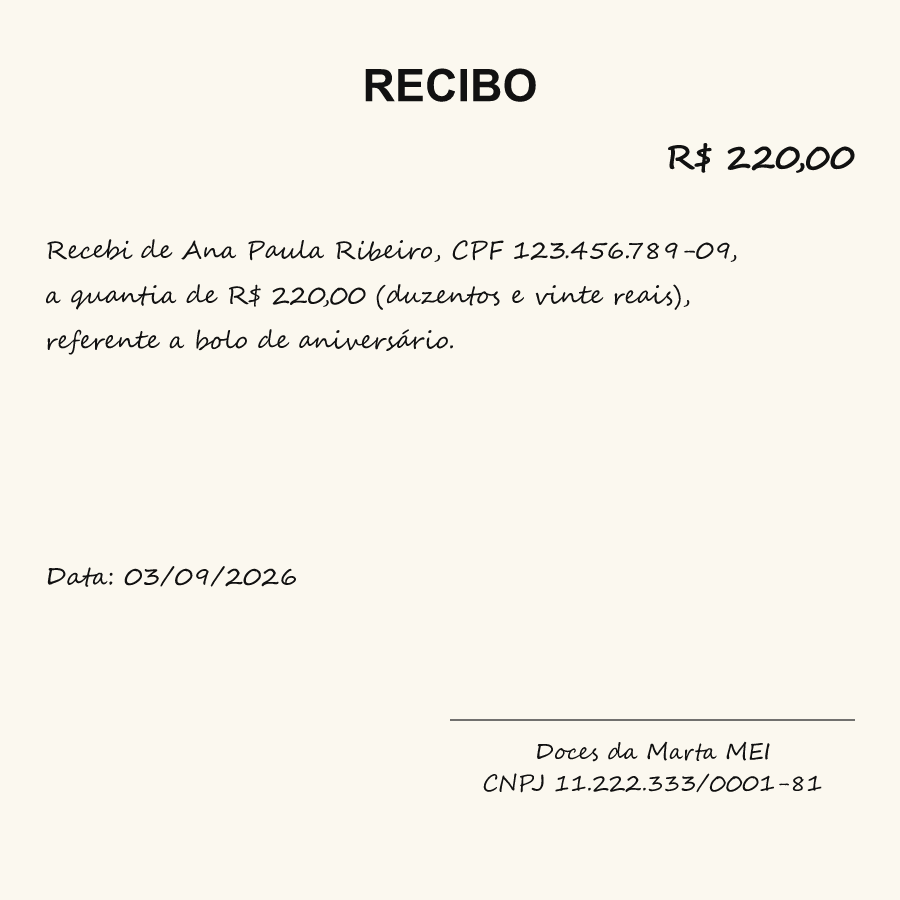 RECIBO
R$ 220,00
Recebi de Ana Paula Ribeiro, CPF 123.456.789-09,
a quantia de R$ 220,00 (duzentos e vinte reais),
referente a bolo de aniversário.
Data: 03/09/2026
Doces da Marta MEI
CNPJ 11.222.333/0001-81